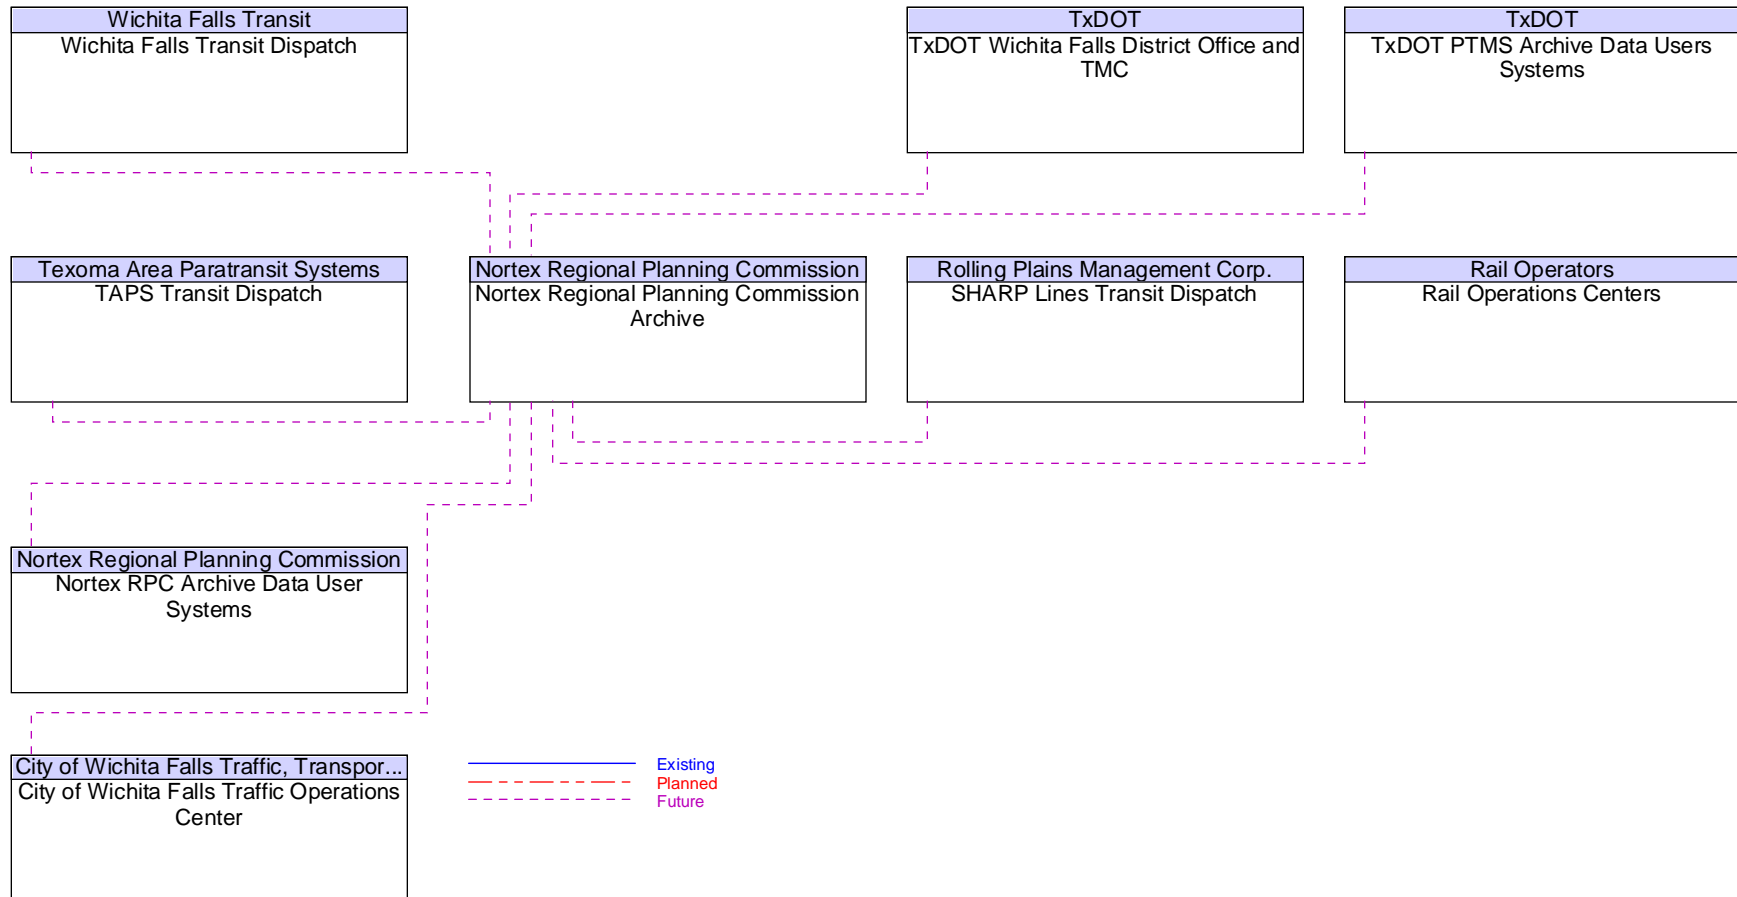 Wichita Falls Transit
Wichita Falls Transit Dispatch
TxDOT
TxDOT Wichita Falls District Office and
TMC
TxDOT
TxDOT PTMS Archive Data Users
Systems
Texoma Area Paratransit Systems
TAPS Transit Dispatch
Nortex Regional Planning Commission
Nortex Regional Planning Commission
Archive
Rolling Plains Management Corp.
SHARP Lines Transit Dispatch
Rail Operators
Rail Operations Centers
Nortex Regional Planning Commission
Nortex RPC Archive Data User
Systems
City of Wichita Falls Traffic, Transpor...
City of Wichita Falls Traffic Operations
Center
Existing
Planned
Future